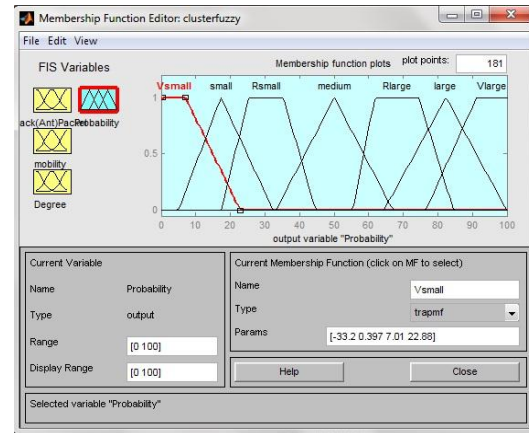 Membership Function Editor: clusterfuzzy
File Edit View
FIS Variables
Membership function plots plot points: 181
ack(Ant)Packet Probability
mobility
Degree
Vsmall small Rsmall medium Rlarge large Vlarge
1
0.5
0
0 10 20 30 40 50 60 70 80 90 100
output variable "Probability"
Current Variable
Name Probability
Type output
Range [0 100]
Display Range [0 100]
Current Membership Function (click on MF to select)
Name Vsmall
Type trapmf
Params [-33.2 0.397 7.01 22.88]
Help Close
Selected variable "Probability"